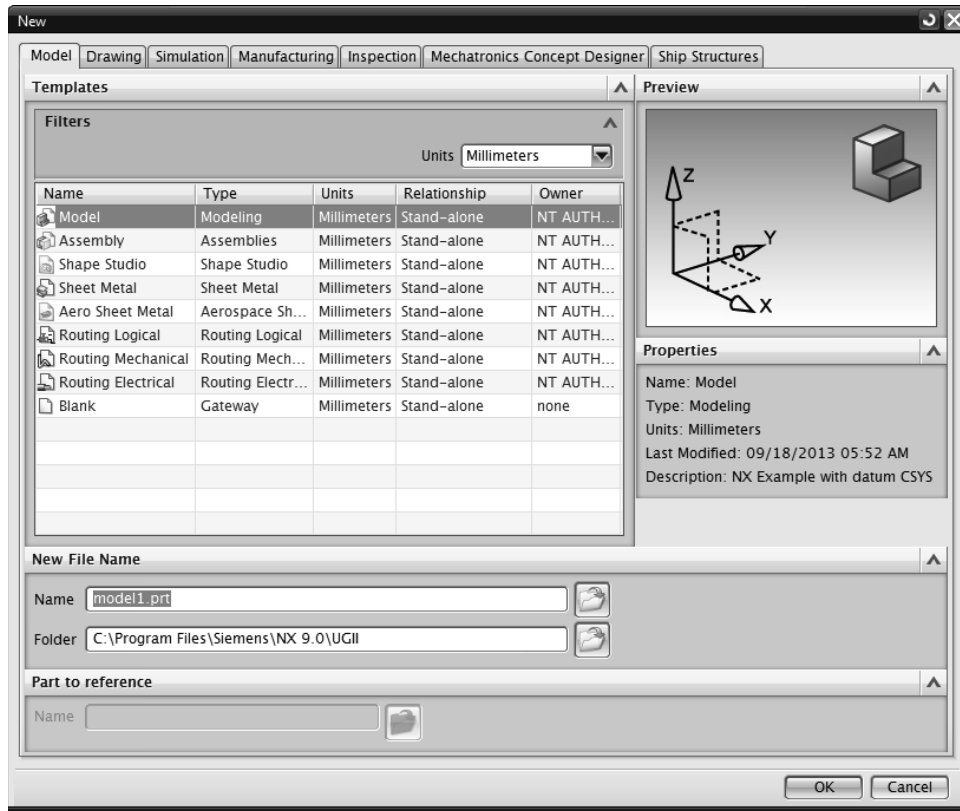 New
Model Drawing Simulation Manufacturing Inspection Mechatronics Concept Designer Ship Structures
Templates
Filters
Units Millimeters
Name Type Units Relationship Owner
Model Modeling Millimeters Stand-alone NT AUTH...
Assembly Assemblies Millimeters Stand-alone NT AUTH...
Shape Studio Shape Studio Millimeters Stand-alone NT AUTH...
Sheet Metal Sheet Metal Millimeters Stand-alone NT AUTH...
Aero Sheet Metal Aerospace Sh... Millimeters Stand-alone NT AUTH...
Routing Logical Routing Logical Millimeters Stand-alone NT AUTH...
Routing Mechanical Routing Mech... Millimeters Stand-alone NT AUTH...
Routing Electrical Routing Electr... Millimeters Stand-alone NT AUTH...
Blank Gateway Millimeters Stand-alone none
Preview
Z
Y
X
Properties
Name: Model
Type: Modeling
Units: Millimeters
Last Modified: 09/18/2013 05:52 AM
Description: NX Example with datum CSYS
New File Name
Name model1.prt
Folder C:\Program Files\Siemens\NX 9.0\UGII
Part to reference
Name
OK Cancel